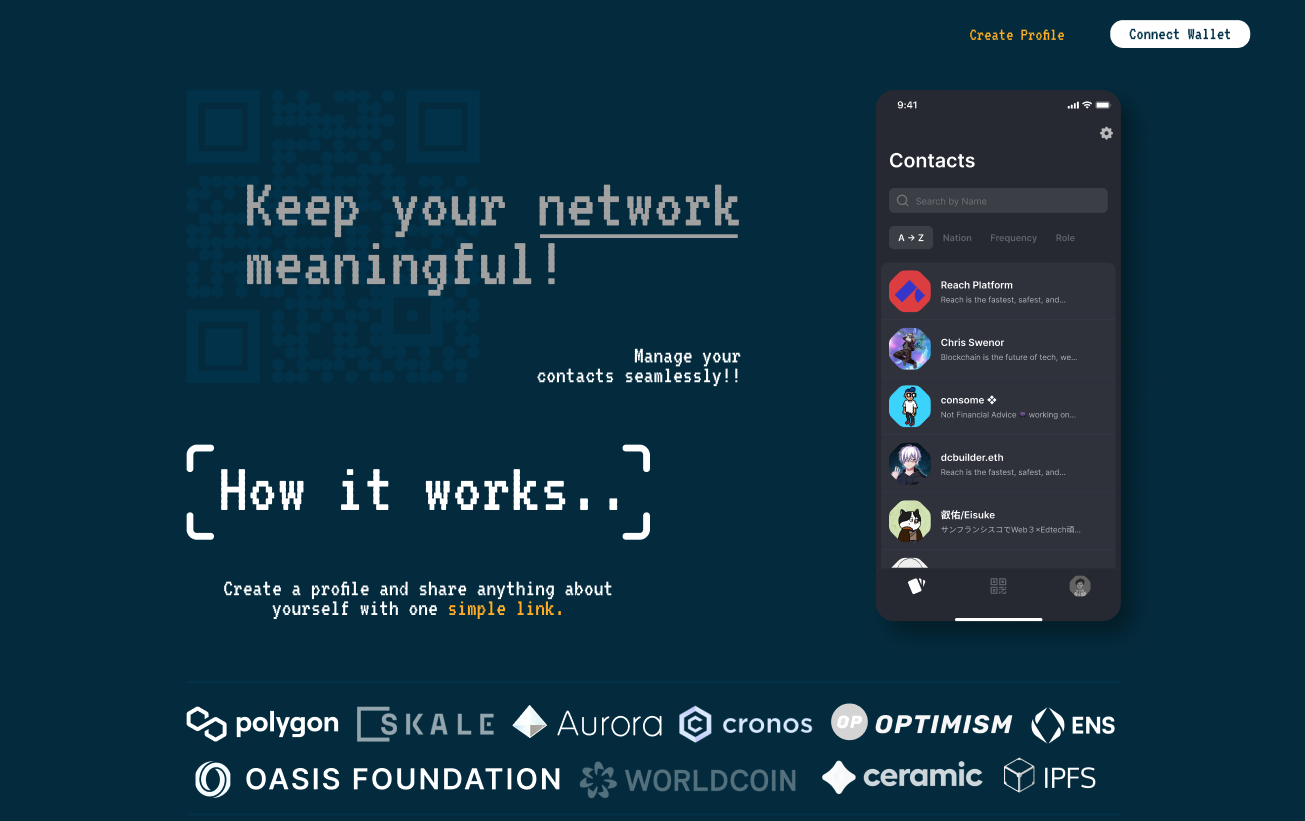 Create Profile
Connect Wallet
Keep your network
meaningful!
Manage your
contacts seamlessly!!
How it works..
Create a profile and share anything about
yourself with one simple link.
9:41
Contacts
Search by Name
A → Z Nation Frequency Role
Reach Platform
Reach is the fastest, safest, and...
Chris Swenor
Blockchain is the future of tech, we...
consome ❖
Not Financial Advice working on...
dcbuilder.eth
Reach is the fastest, safest, and...
叡佑/Eisuke
サンフランシスコでWeb３×Edtech頑...
polygon SKALE Aurora cronos OP OPTIMISM ENS
OASIS FOUNDATION WORLDCOIN ceramic IPFS